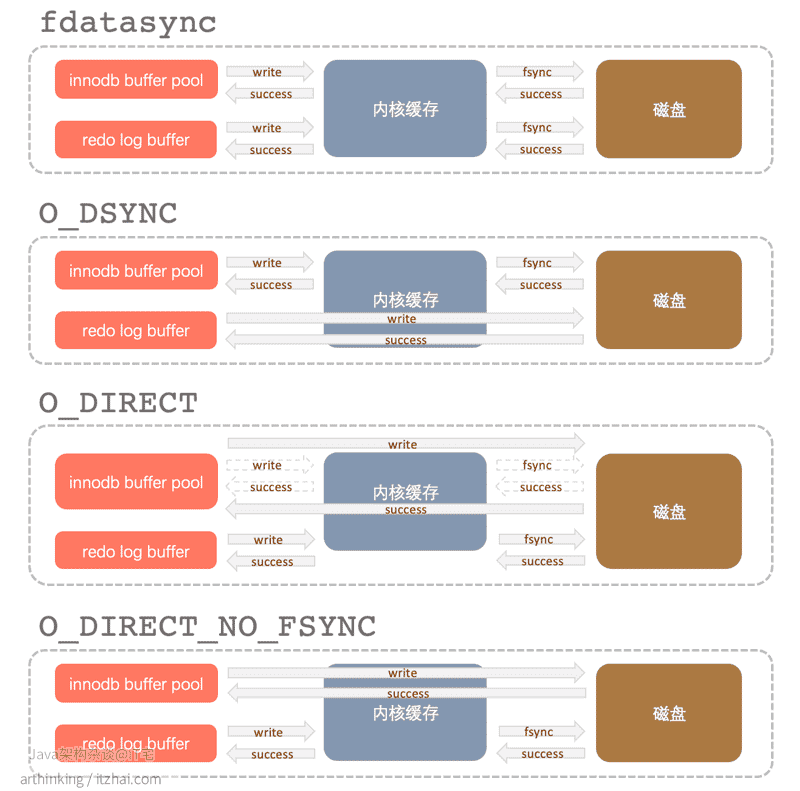 fdatasync
innodb buffer pool
write
success
内核缓存
fsync
success
磁盘
redo log buffer
write
success
fsync
success
O_DSYNC
innodb buffer pool
write
success
内核缓存
fsync
success
磁盘
redo log buffer
write
success
O_DIRECT
write
innodb buffer pool
write
success
内核缓存
fsync
success
磁盘
success
redo log buffer
write
success
fsync
success
O_DIRECT_NO_FSYNC
innodb buffer pool
write
success
内核缓存
磁盘
redo log buffer
write
success
fsync
success
Java架构杂谈@IT宅
arthinking / itzhai.com